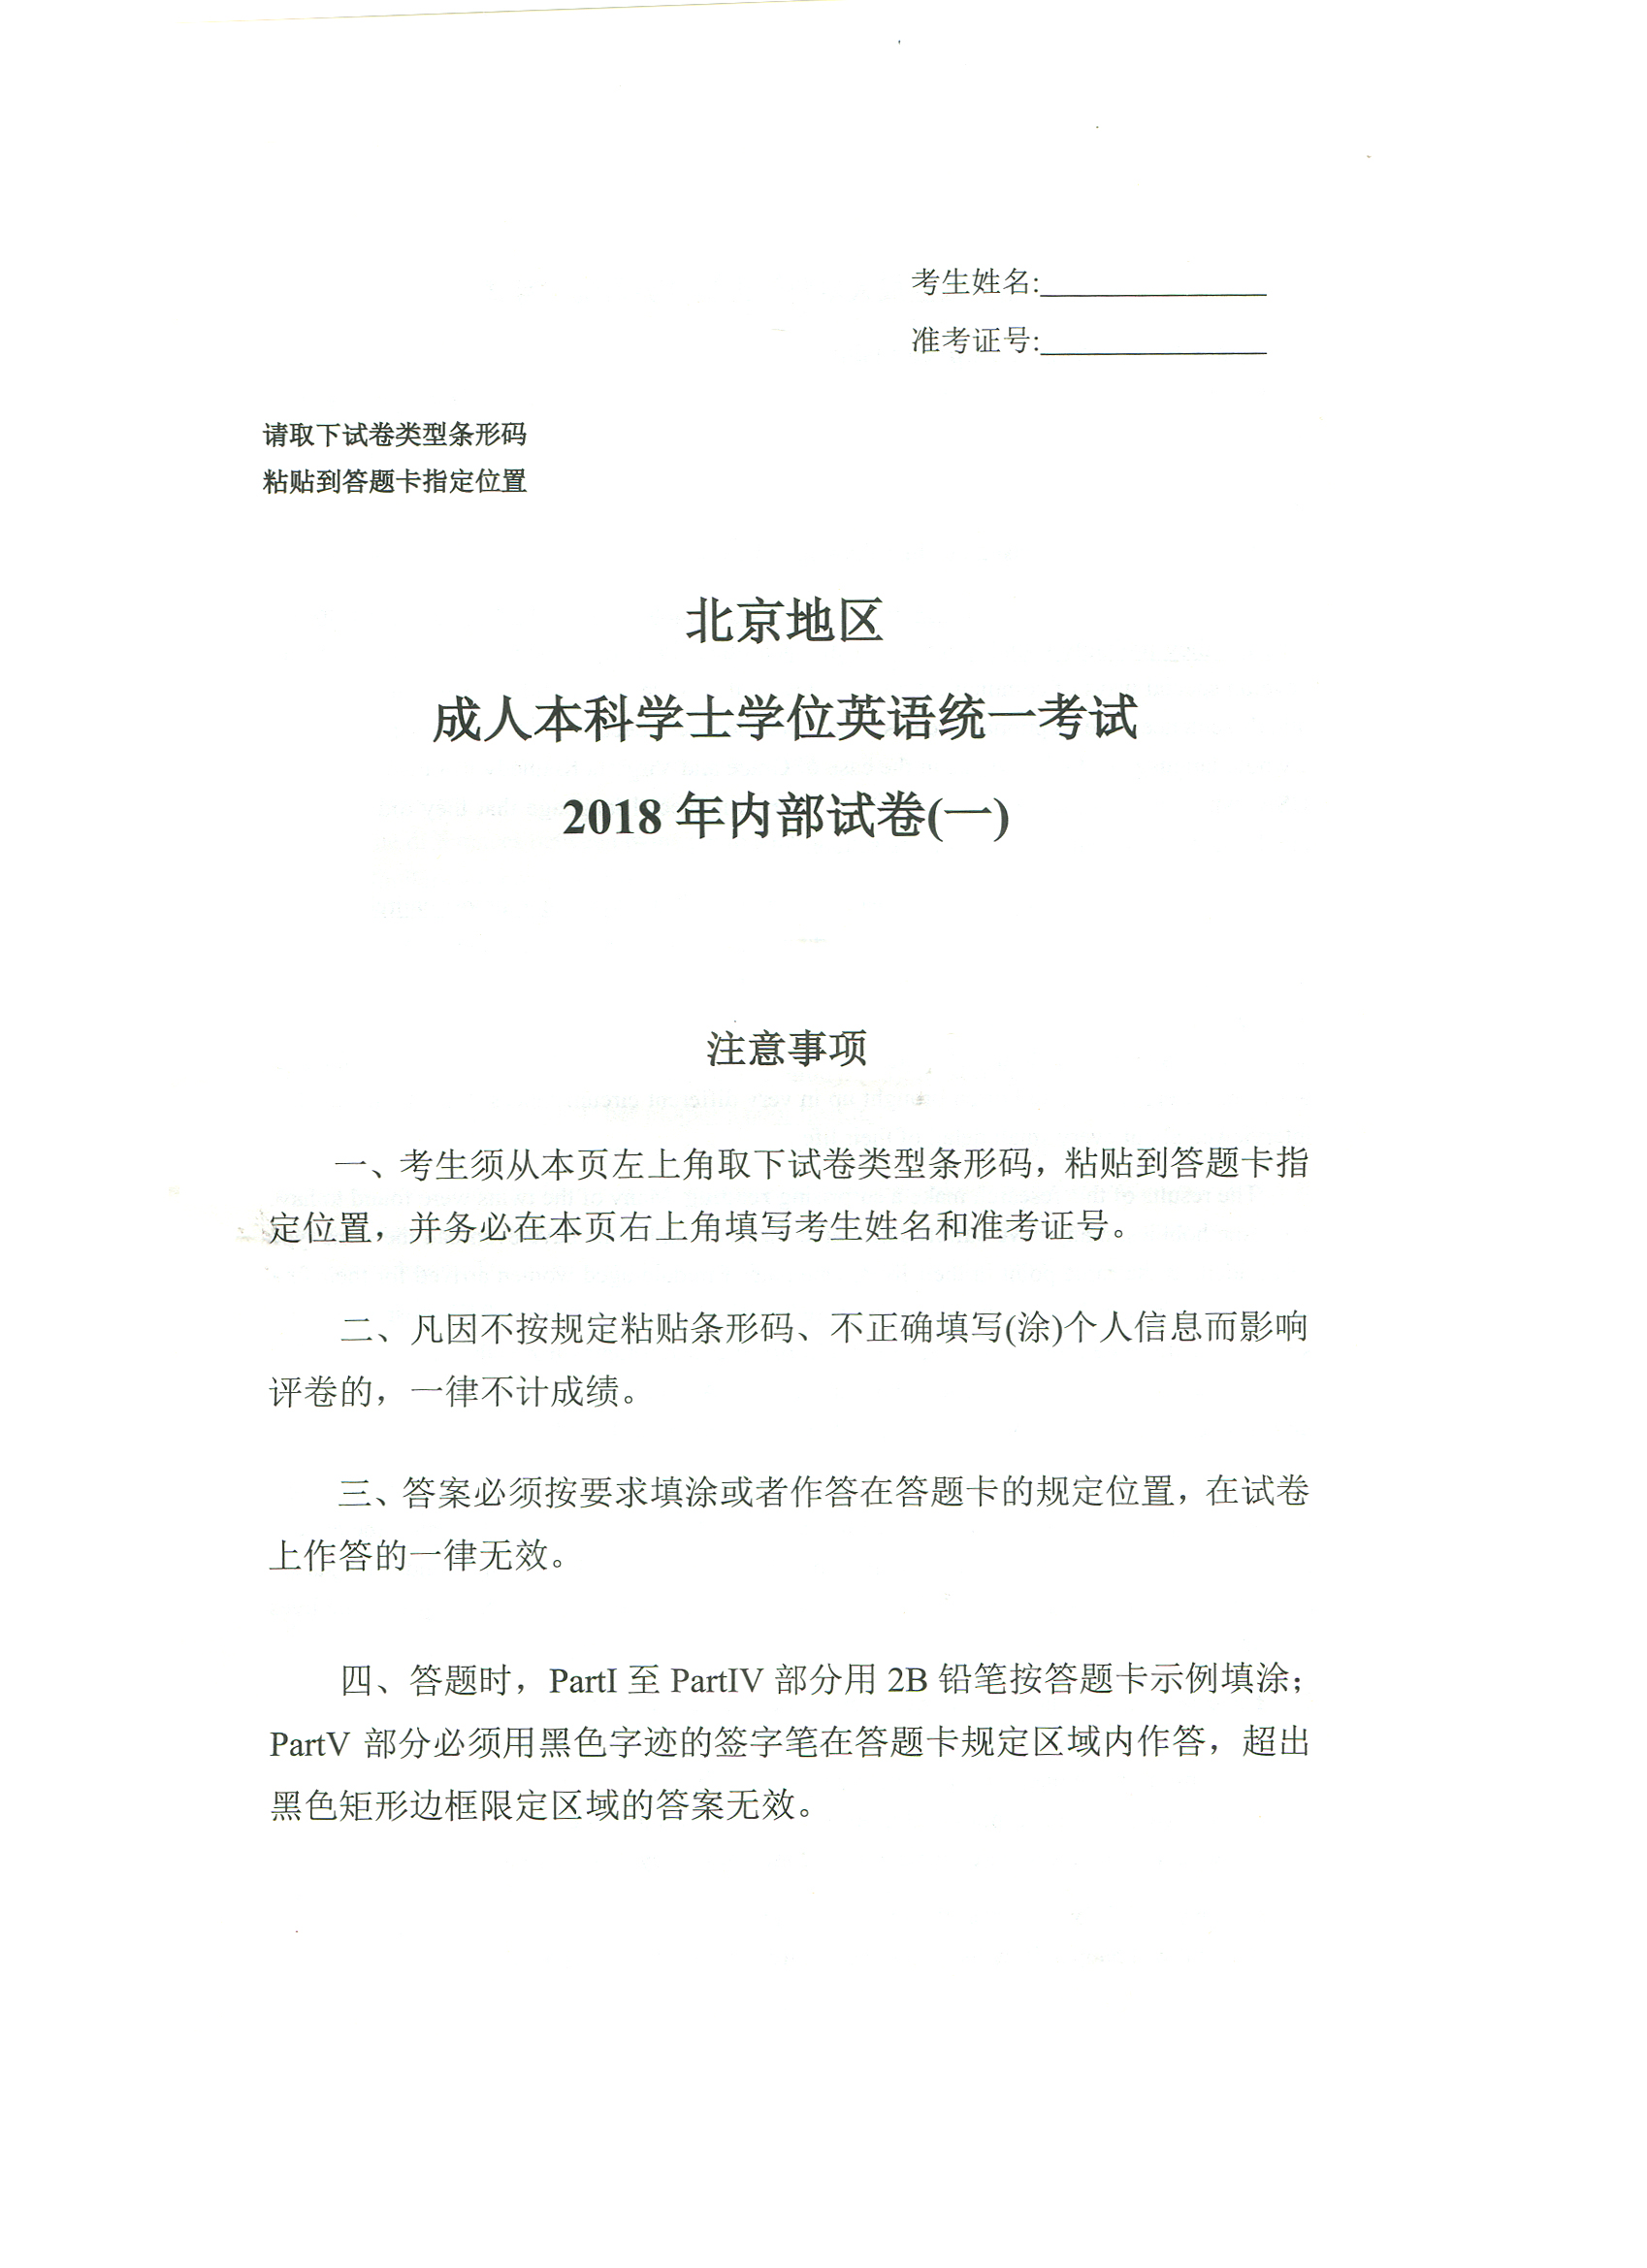 考生姓名:
准考证号:
请取下试卷类型条形码
粘贴到答题卡指定位置
北京地区
成人本科学士学位英语统一考试
2018 年内部试卷(一)
注意事项
一、考生须从本页左上角取下试卷类型条形码，粘贴到答题卡指
定位置，并务必在本页右上角填写考生姓名和准考证号。
二、凡因不按规定粘贴条形码、不正确填写(涂)个人信息而影响
评卷的，一律不计成绩。
三、答案必须按要求填涂或者作答在答题卡的规定位置，在试卷
上作答的一律无效。
四、答题时，PartI 至 PartIV 部分用 2B 铅笔按答题卡示例填涂；
PartV 部分必须用黑色字迹的签字笔在答题卡规定区域内作答，超出
黑色矩形边框限定区域的答案无效。